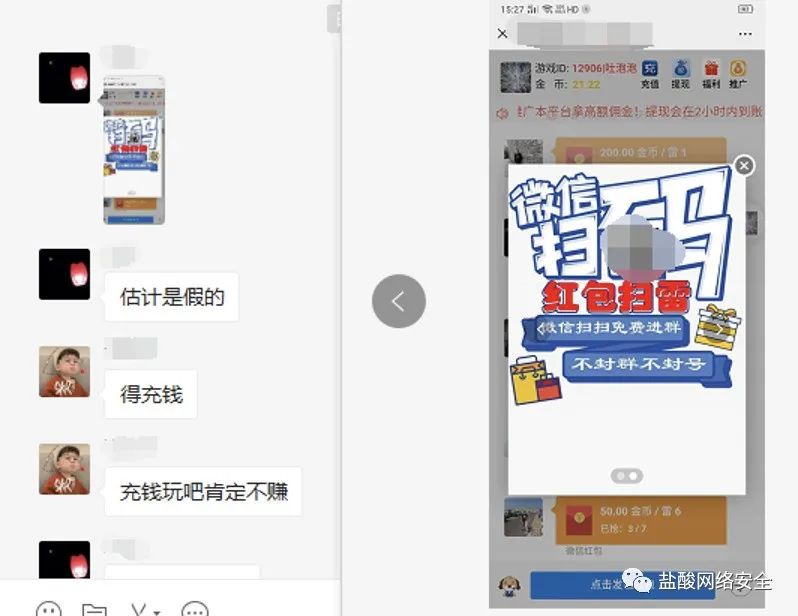 估计是假的
得充钱
充钱玩吧肯定不赚
15:27
HD
游戏ID: 12906|吐泡泡
金 币: 21.22
充
充值
提现
福利
推广
广本平台拿高额佣金！提现会在2小时内到账
200.00 金币 / 雷 1
微信
扫码
红包扫雷
微信扫扫免费进群
不封群不封号
50.00 金币 / 雷 6
已抢: 3 / 7
微信红包
点击发
盐酸网络安全